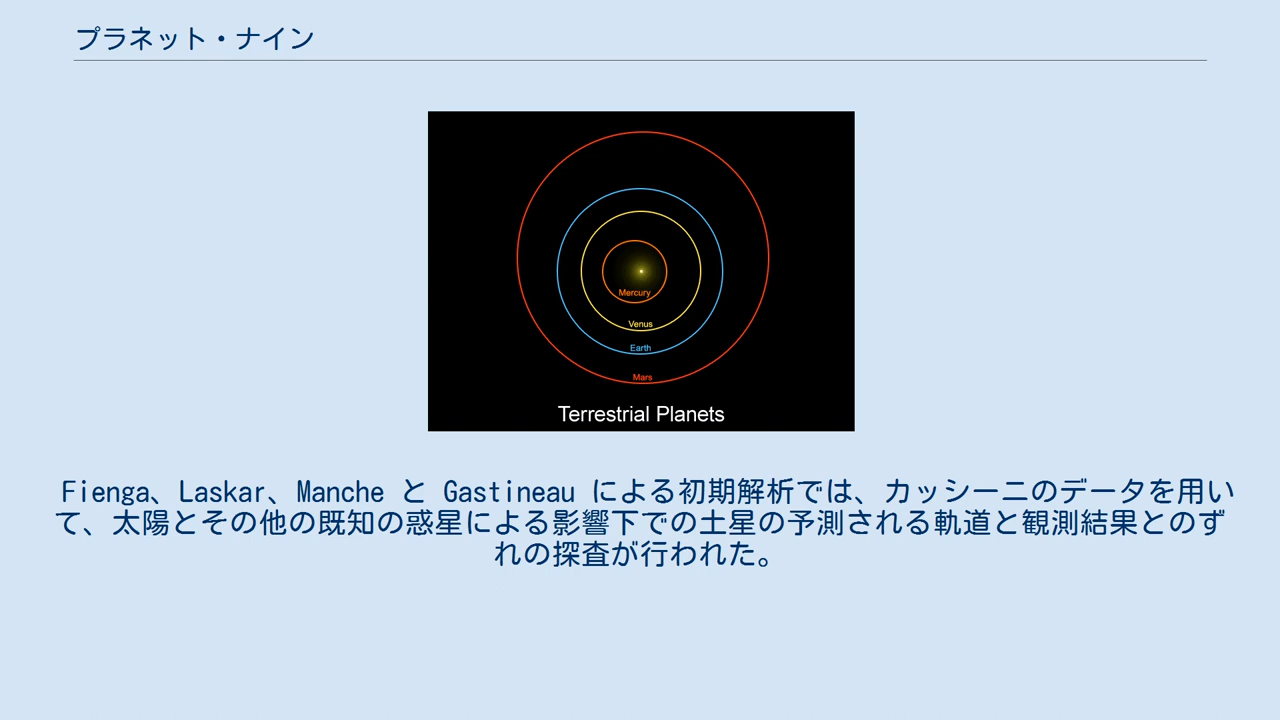 プラネット・ナイン
Mercury
Venus
Earth
Mars
Terrestrial Planets
Fienga、Laskar、Manche と Gastineau による初期解析では、カッシーニのデータを用い
て、太陽とその他の既知の惑星による影響下での土星の予測される軌道と観測結果とのず
れの探査が行われた。